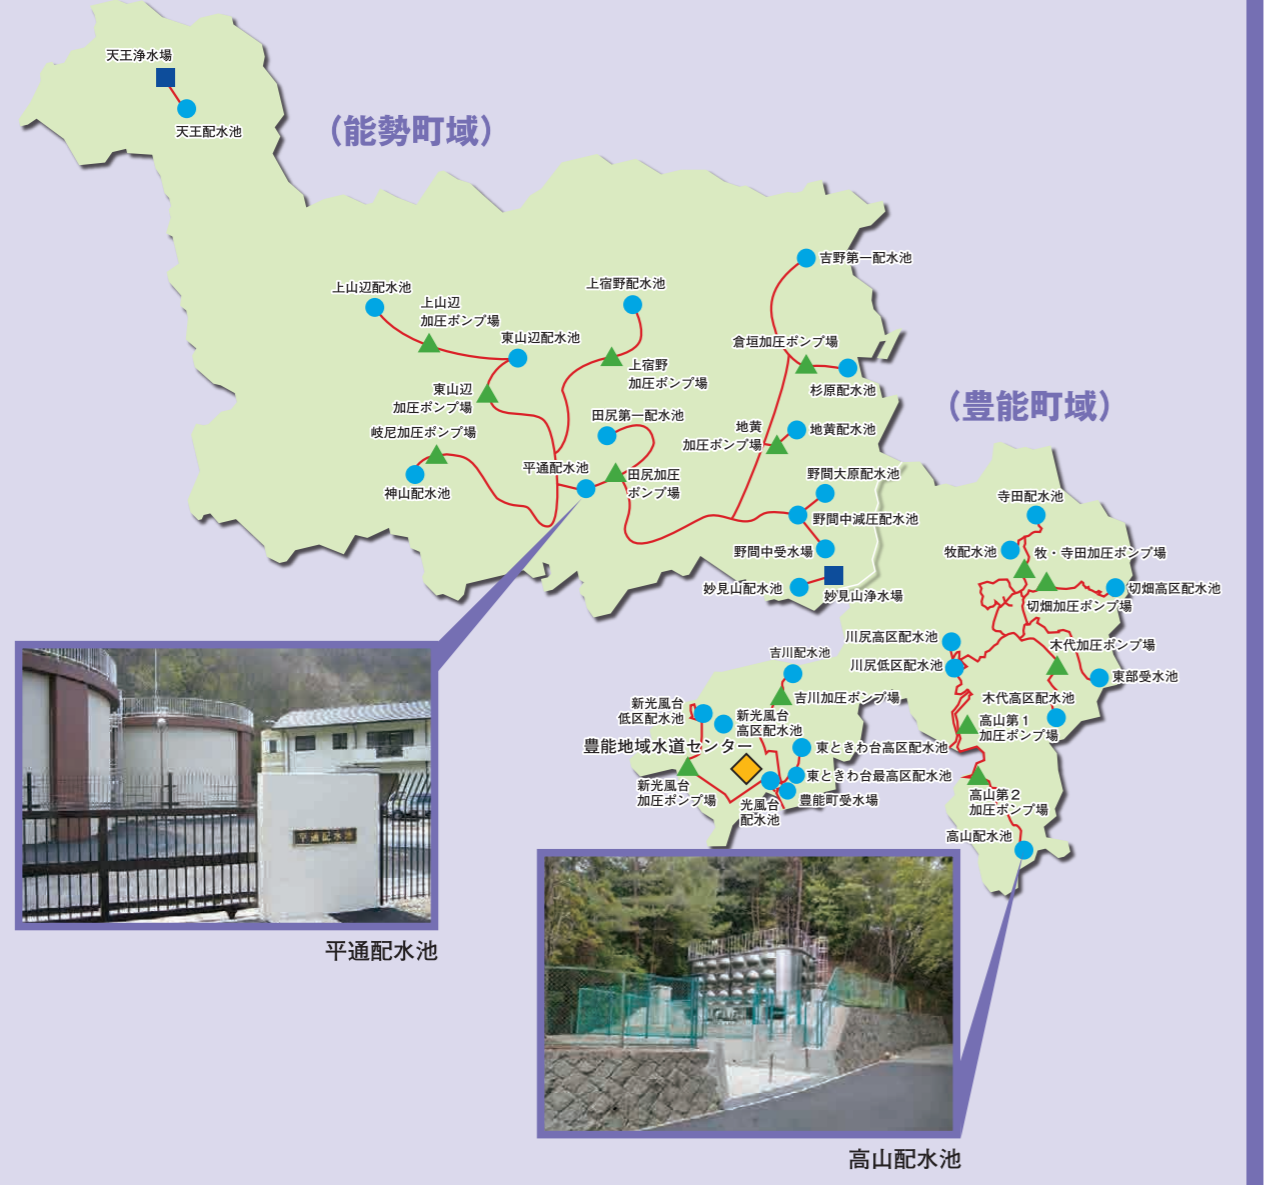 天王浄水場
天王配水池
（能勢町域）
吉野第一配水池
上山辺配水池
上宿野配水池
上山辺
加圧ポンプ場
東山辺配水池
倉垣加圧ポンプ場
上宿野
加圧ポンプ場
杉原配水池
東山辺
加圧ポンプ場
（豊能町域）
田尻第一配水池
岐尼加圧ポンプ場
地黄
加圧ポンプ場
地黄配水池
平通配水池
田尻加圧
ポンプ場
野間大原配水池
神山配水池
寺田配水池
野間中減圧配水池
牧配水池
牧・寺田加圧ポンプ場
野間中受水場
妙見山配水池
妙見山浄水場
切畑高区配水池
切畑加圧ポンプ場
川尻高区配水池
木代加圧ポンプ場
吉川配水池
川尻低区配水池
東部受水池
吉川加圧ポンプ場
木代高区配水池
新光風台
低区配水池
新光風台
高区配水池
高山第１
加圧ポンプ場
豊能地域水道センター
東ときわ台高区配水池
東ときわ台最高区配水池
新光風台
加圧ポンプ場
光風台
配水池
豊能町受水場
高山第２
加圧ポンプ場
高山配水池
平通配水池
平通配水池
高山配水池